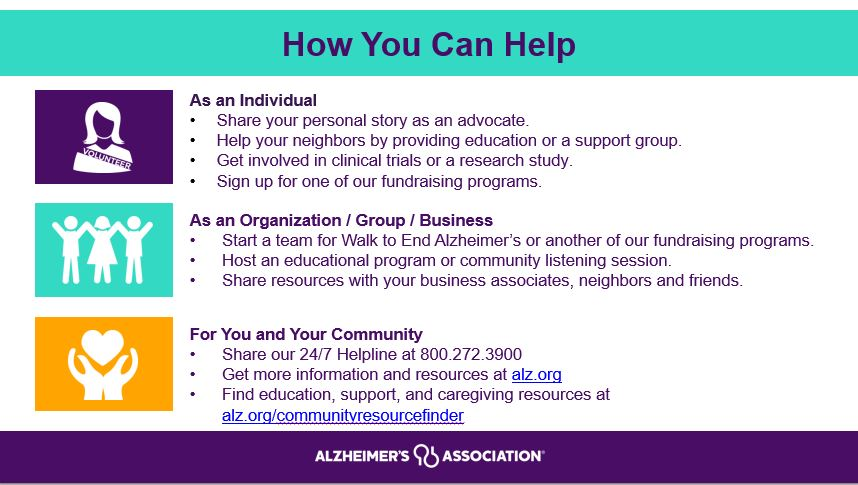 How You Can Help
VOLUNTEER
As an Individual
• Share your personal story as an advocate.
• Help your neighbors by providing education or a support group.
• Get involved in clinical trials or a research study.
• Sign up for one of our fundraising programs.
As an Organization / Group / Business
• Start a team for Walk to End Alzheimer's or another of our fundraising programs.
• Host an educational program or community listening session.
• Share resources with your business associates, neighbors and friends.
For You and Your Community
• Share our 24/7 Helpline at 800.272.3900
• Get more information and resources at alz.org
• Find education, support, and caregiving resources at
alz.org/communityresourcefinder
ALZHEIMER'S ASSOCIATION®